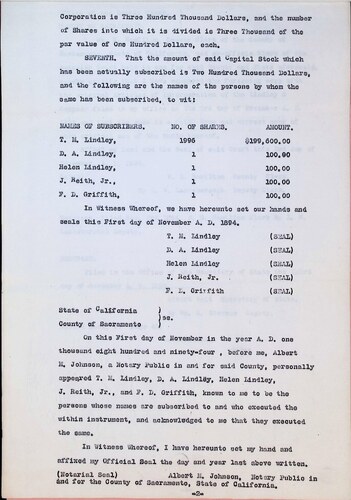 Corporation is Three Hundred Thousand Dollars, and the number
of Shares into which it is divided is Three Thousand of the
par value of One Hundred Dollars, each.
SEVENTH. That the amount of said Capital Stock which
has been actually subscribed is Two Hundred Thousand Dollars,
and the following are the names of the persons by whom the
same has been subscribed, to wit:
NAMES OF SUBSCRIBERS. NO. OF SHARES. AMOUNT.
T. M. Lindley, 1996 $199,600.00
D. A. Lindley, 1 100.00
Helen Lindley, 1 100.00
J. Reith, Jr., 1 100.00
F. D. Griffith, 1 100.00
In Witness Whereof, we have hereunto set our hands and
seals this First day of November A. D. 1894.
T. M. Lindley (SEAL)
D. A. Lindley (SEAL)
Helen Lindley (SEAL)
J. Reith, Jr. (SEAL)
F. D. Griffith (SEAL)
State of California )
)ss.
County of Sacramento )
On this First day of November in the year A. D. one
thousand eight hundred and ninety-four , before me, Albert
M. Johnson, a Notary Public in and for said County, personally
appeared T. M. Lindley, D. A. Lindley, Helen Lindley,
J. Reith, Jr., and F. D. Griffith, known to me to be the
persons whose names are subscribed to and who executed the
within instrument, and acknowledged to me that they executed
the same.
In Witness Whereof, I have hereunto set my hand and
affixed my Official Seal the day and year last above written.
(Notarial Seal) Albert M. Johnson, Notary Public in
and for the County of Sacramento, State of California.
-2-